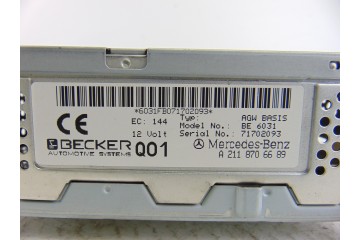 *6031FB071702093*
EC: 144 Type: AGW BASIS
12 Volt Model No.: BE 6031
Serial No.: 71702093
CE
BECKER Q01 Mercedes-Benz
AUTOMOTIVE SYSTEMS A 211 870 66 89